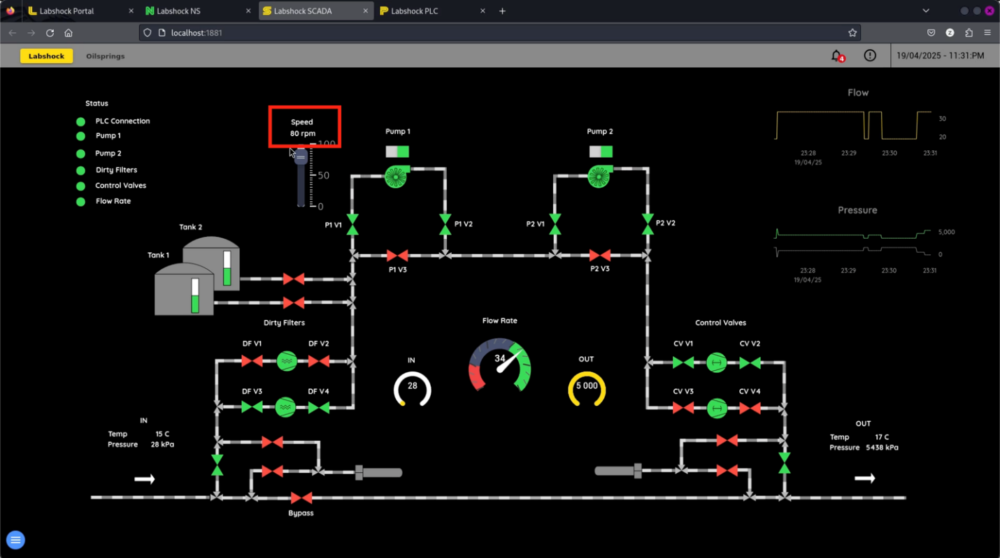 Labshock Portal
Labshock NS
Labshock SCADA
Labshock PLC
localhost:1881
Labshock
Oilsprings
4
19/04/2025 - 11:31:PM
Status
PLC Connection
Pump 1
Pump 2
Dirty Filters
Control Valves
Flow Rate
Speed
80 rpm
100
50
0
Pump 1
Pump 2
Flow
30
20
23:28
23:29
23:30
23:31
19/04/25
Pressure
5,000
0
23:28
23:29
23:30
23:31
19/04/25
P1 V1
P1 V2
P2 V1
P2 V2
P1 V3
P2 V3
Tank 2
Tank 1
Dirty Filters
DF V1
DF V2
DF V3
DF V4
Flow Rate
34
IN
28
OUT
5 000
Control Valves
CV V1
CV V2
CV V3
CV V4
IN
Temp 15 C
Pressure 28 kPa
OUT
Temp 17 C
Pressure 5438 kPa
Bypass